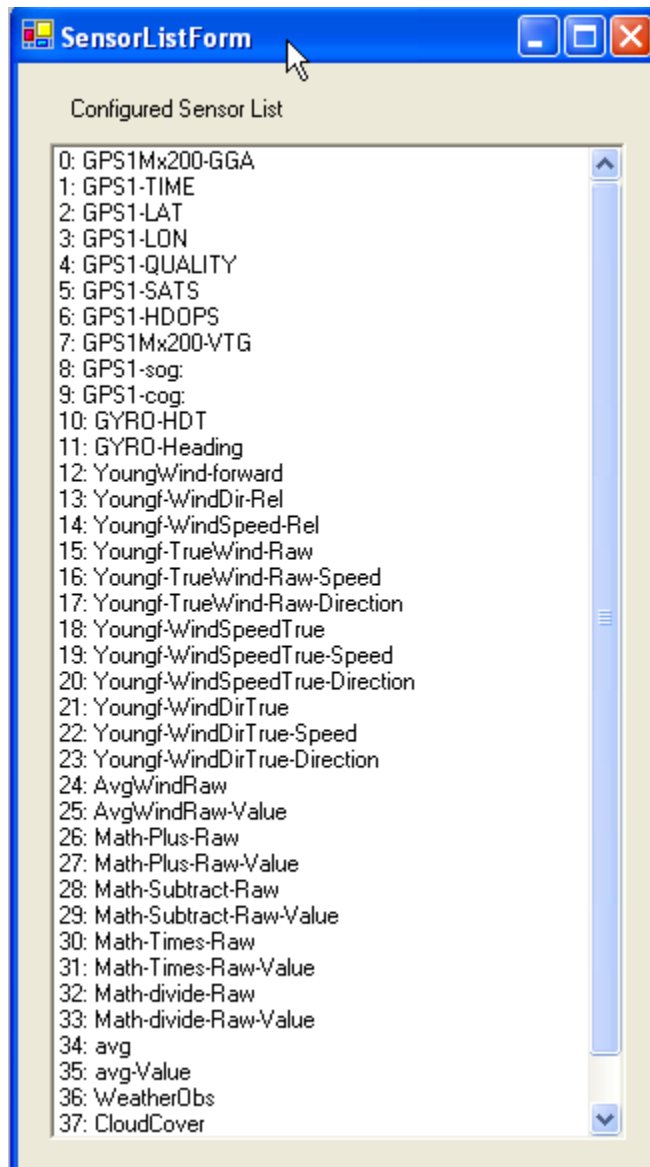 SensorListForm
Configured Sensor List
0: GPS1Mx200-GGA
1: GPS1-TIME
2: GPS1-LAT
3: GPS1-LON
4: GPS1-QUALITY
5: GPS1-SATS
6: GPS1-HDOPS
7: GPS1Mx200-VTG
8: GPS1-sog:
9: GPS1-cog:
10: GYRO-HDT
11: GYRO-Heading
12: YoungWind-forward
13: Youngf-WindDir-Rel
14: Youngf-WindSpeed-Rel
15: Youngf-TrueWind-Raw
16: Youngf-TrueWind-Raw-Speed
17: Youngf-TrueWind-Raw-Direction
18: Youngf-WindSpeedTrue
19: Youngf-WindSpeedTrue-Speed
20: Youngf-WindSpeedTrue-Direction
21: Youngf-WindDirTrue
22: Youngf-WindDirTrue-Speed
23: Youngf-WindDirTrue-Direction
24: AvgWindRaw
25: AvgWindRaw-Value
26: Math-Plus-Raw
27: Math-Plus-Raw-Value
28: Math-Subtract-Raw
29: Math-Subtract-Raw-Value
30: Math-Times-Raw
31: Math-Times-Raw-Value
32: Math-divide-Raw
33: Math-divide-Raw-Value
34: avg
35: avg-Value
36: WeatherObs
37: CloudCover